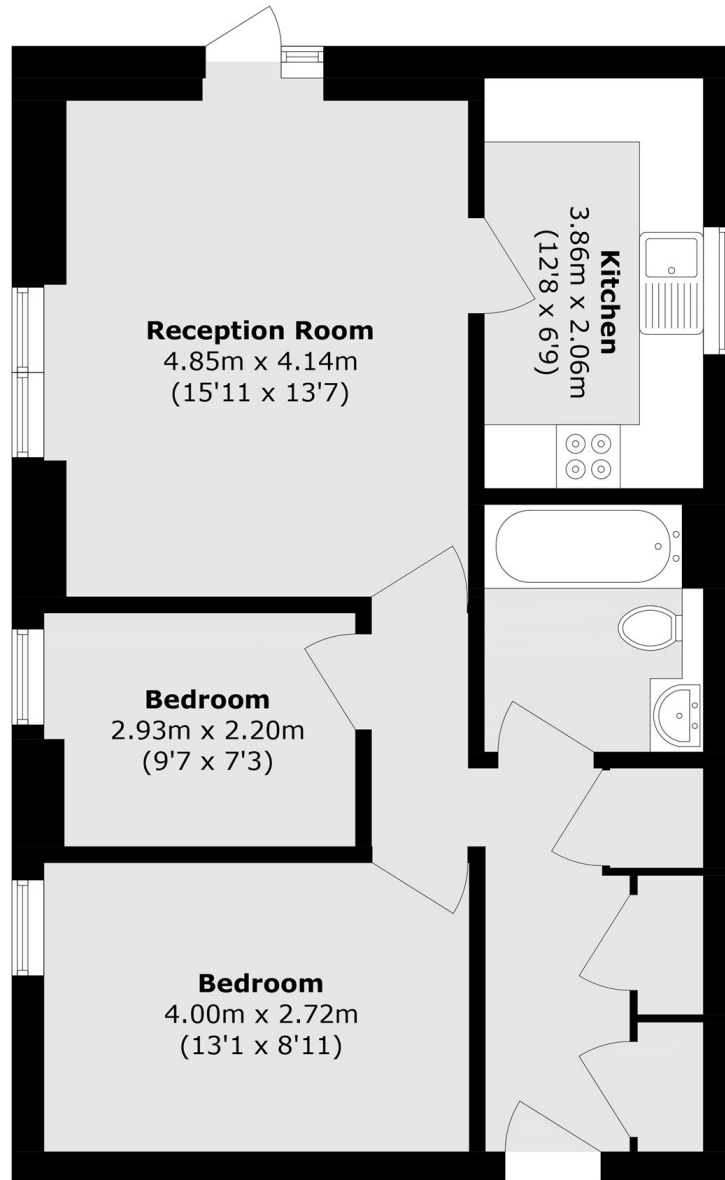 Reception Room
4.85m x 4.14m
(15'11 x 13'7)
Kitchen
3.86m x 2.06m
(12'8 x 6'9)
Bedroom
2.93m x 2.20m
(9'7 x 7'3)
Bedroom
4.00m x 2.72m
(13'1 x 8'11)